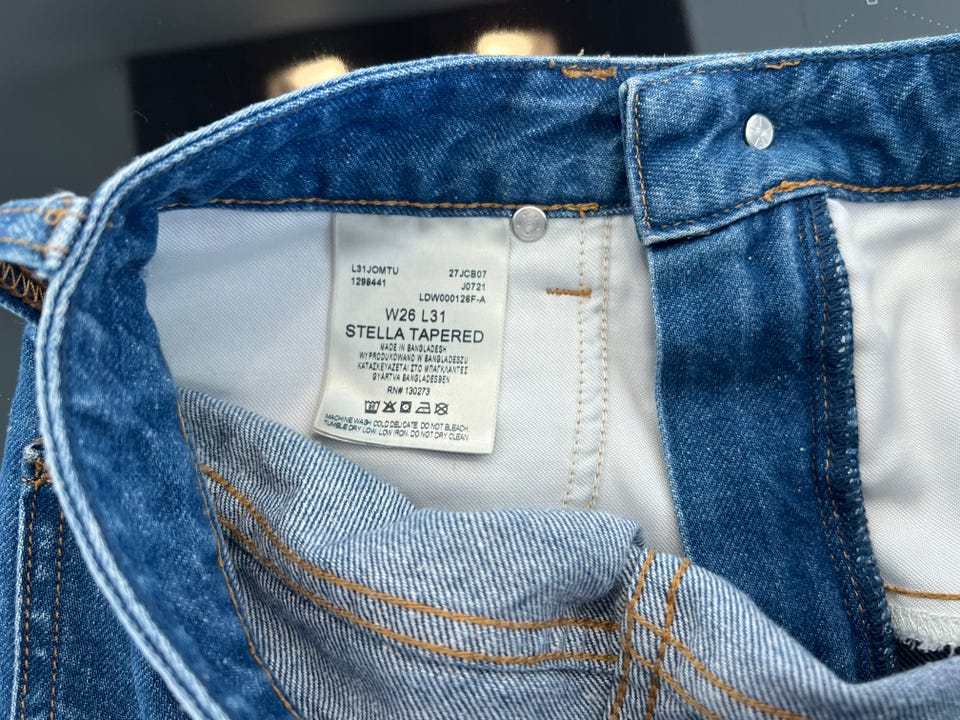 L31JOMTU 27JCB07
1298441 J0721
LDW000126F-A
W26 L31
STELLA TAPERED
MADE IN BANGLADESH
WYPRODUKOWANO W BANGLADESZU
ΚΑΤΑΣΚΕΥΑΖΕΤΑΙ ΣΤΟ ΜΠΑΓΚΛΑΝΤΕΣ
GYÁRTVA BANGLADESBEN
RN# 130273
MACHINE WASH COLD DELICATE. DO NOT BLEACH.
TUMBLE DRY LOW. LOW IRON. DO NOT DRY CLEAN